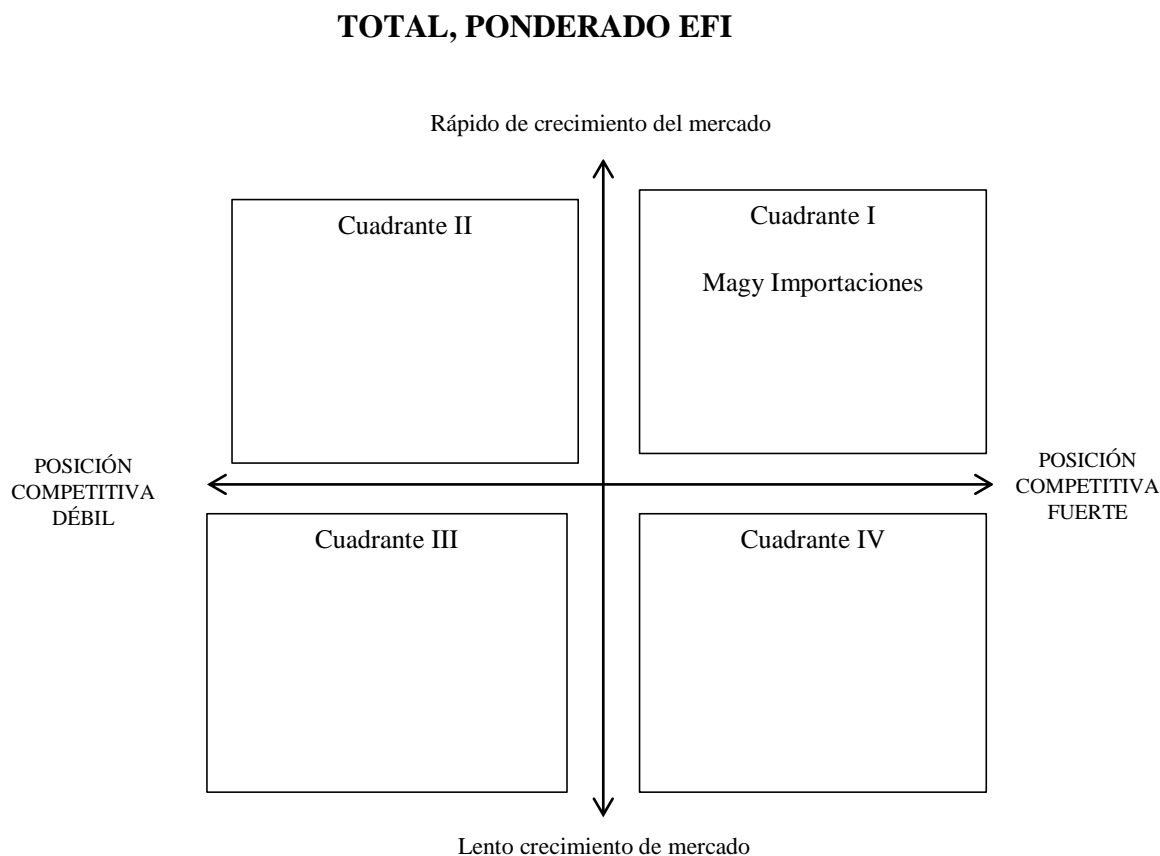 TOTAL, PONDERADO EFI
Rápido de crecimiento del mercado
Cuadrante II
Cuadrante I
Magy Importaciones
POSICIÓN
COMPETITIVA
DÉBIL
POSICIÓN
COMPETITIVA
FUERTE
Cuadrante III
Cuadrante IV
Lento crecimiento de mercado